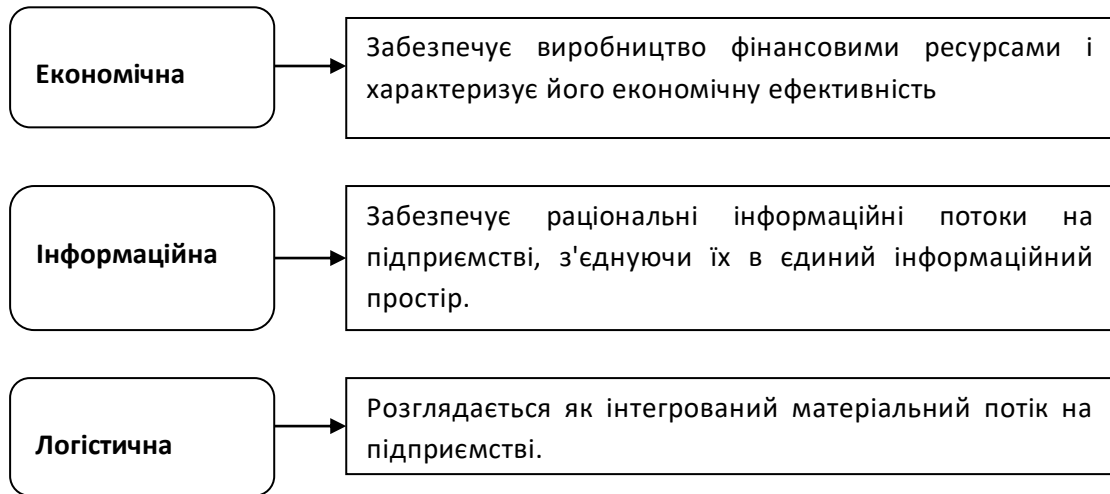 Економічна
Забезпечує виробництво фінансовими ресурсами і
характеризує його економічну ефективність
Інформаційна
Забезпечує раціональні інформаційні потоки на
підприємстві, з'єднуючи їх в єдиний інформаційний
простір.
Логістична
Розглядається як інтегрований матеріальний потік на
підприємстві.